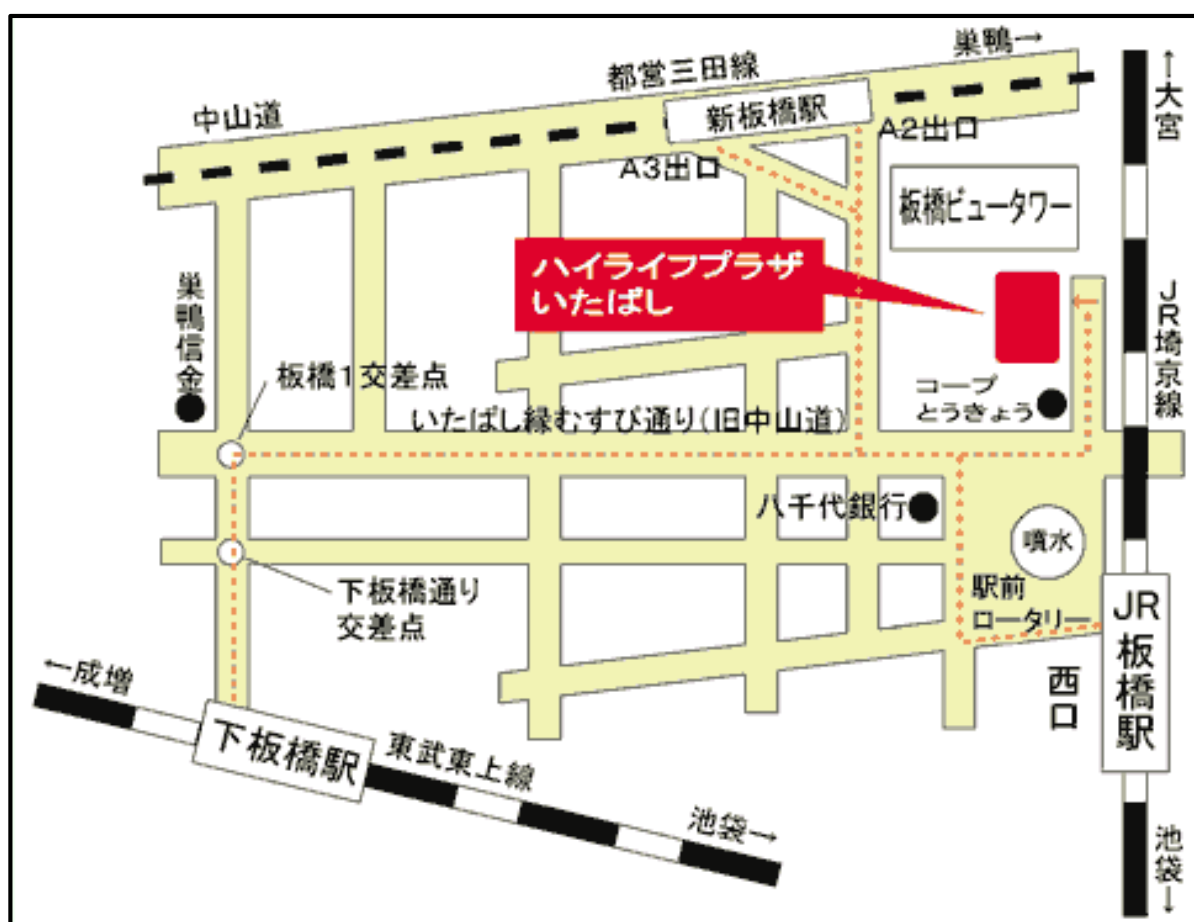 巣鴨→
都営三田線
中山道
新板橋駅
A2出口
A3出口
←大宮
板橋ビュータワー
ハイライフプラザ
いたばし
巣鴨信金
JR埼京線
板橋1交差点
コープ
とうきょう
いたばし縁むすび通り(旧中山道)
八千代銀行
噴水
下板橋通り
交差点
駅前
ロータリー
JR
板橋駅
西口
←成増
下板橋駅
東武東上線
池袋→
池袋→